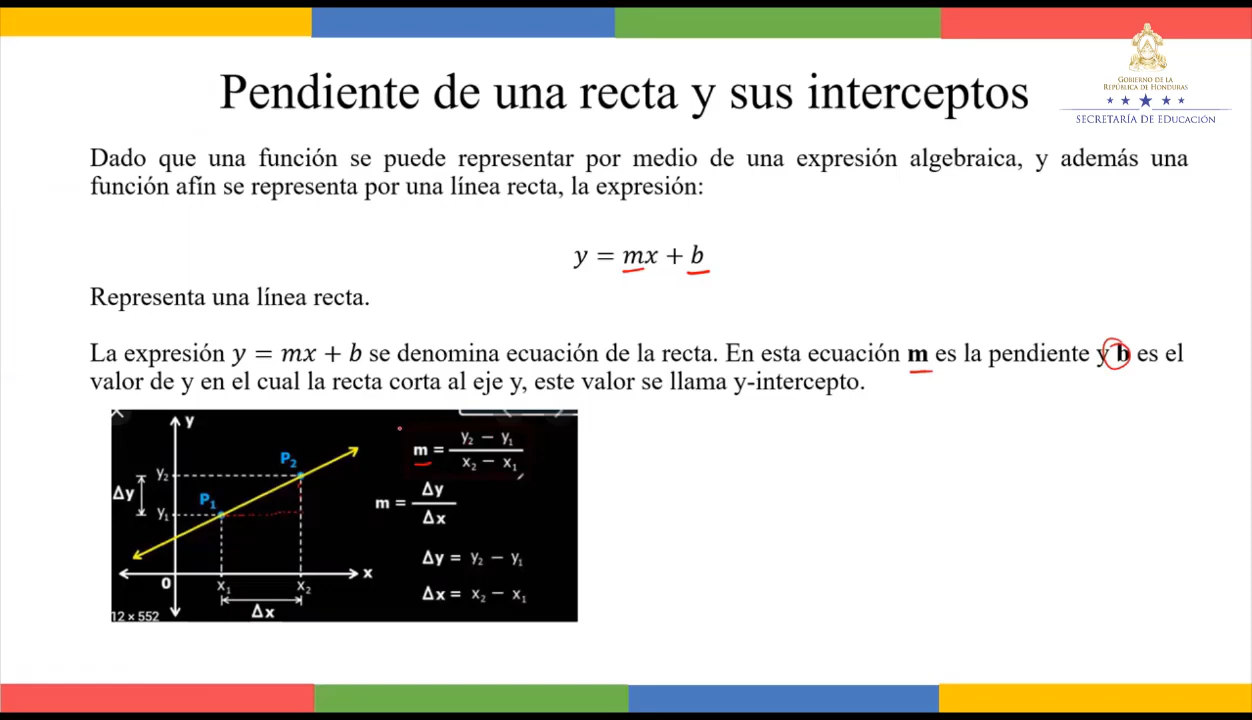 Pendiente de una recta y sus interceptos
GOBIERNO DE LA
REPÚBLICA DE HONDURAS
SECRETARÍA DE EDUCACIÓN
Dado que una función se puede representar por medio de una expresión algebraica, y además una
función afín se representa por una línea recta, la expresión:
y = mx + b
Representa una línea recta.
La expresión y = mx + b se denomina ecuación de la recta. En esta ecuación m es la pendiente y b es el
valor de y en el cual la recta corta al eje y, este valor se llama y-intercepto.
y
P₂
y₂
Δy
P₁
y₁
0
x₁
x₂
x
Δx
12 × 552
m = (y₂ − y₁)/(x₂ − x₁)
m = Δy/Δx
Δy = y₂ − y₁
Δx = x₂ − x₁